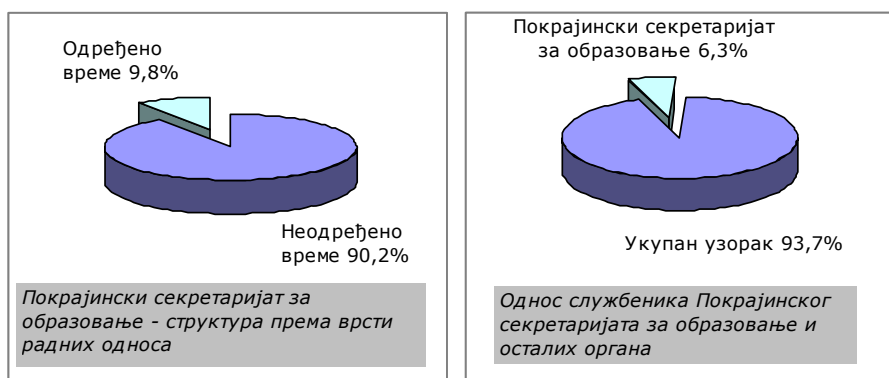 Одређено
време 9,8%
Неодређено
време 90,2%
Покрајински секретаријат за
образовање - структура према врсти
радних односа
Покрајински секретаријат
за образовање 6,3%
Укупан узорак 93,7%
Однос службеника Покрајинског
секретаријата за образовање и
осталих органа